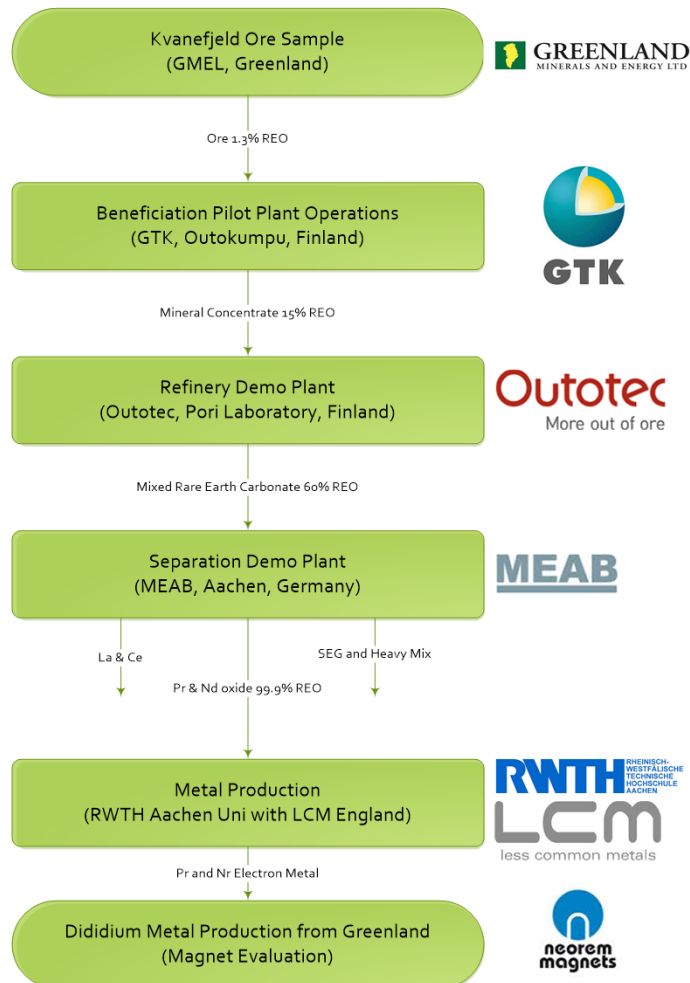 Kvanefjeld Ore Sample
(GMEL, Greenland)
GREENLAND
MINERALS AND ENERGY LTD
Ore 1.3% REO
Beneficiation Pilot Plant Operations
(GTK, Outokumpu, Finland)
GTK
Mineral Concentrate 15% REO
Refinery Demo Plant
(Outotec, Pori Laboratory, Finland)
Outotec
More out of ore
Mixed Rare Earth Carbonate 60% REO
Separation Demo Plant
(MEAB, Aachen, Germany)
MEAB
La & Ce
SEG and Heavy Mix
Pr & Nd oxide 99.9% REO
Metal Production
(RWTH Aachen Uni with LCM England)
RWTH
RHEINISCH-
WESTFÄLISCHE
TECHNISCHE
HOCHSCHULE
AACHEN
LCM
less common metals
Pr and Nr Electron Metal
Dididium Metal Production from Greenland
(Magnet Evaluation)
neorem
magnets